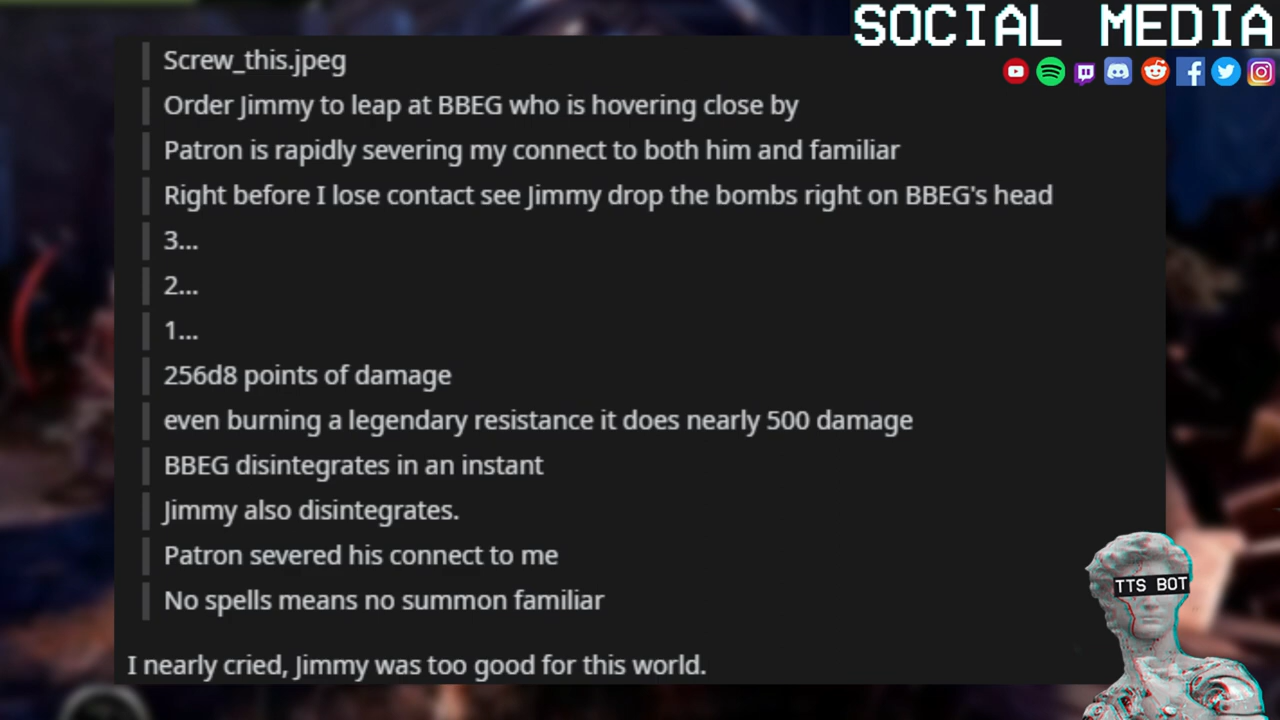 SOCIAL MEDIA
Screw_this.jpeg
Order Jimmy to leap at BBEG who is hovering close by
Patron is rapidly severing my connect to both him and familiar
Right before I lose contact see Jimmy drop the bombs right on BBEG's head
3...
2...
1...
256d8 points of damage
even burning a legendary resistance it does nearly 500 damage
BBEG disintegrates in an instant
Jimmy also disintegrates.
Patron severed his connect to me
No spells means no summon familiar
I nearly cried, Jimmy was too good for this world.
TTS BOT